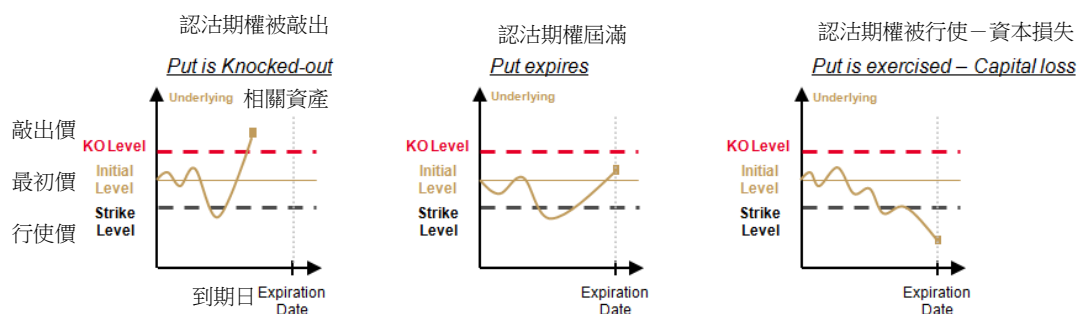 認沽期權被敲出
Put is Knocked-out
Underlying 相關資產
敲出價 KO Level
最初價 Initial
Level
行使價 Strike
Level
到期日 Expiration
Date
認沽期權屆滿
Put expires
Underlying
KO Level
Initial
Level
Strike
Level
Expiration
Date
認沽期權被行使－資本損失
Put is exercised – Capital loss
Underlying
KO Level
Initial
Level
Strike
Level
Expiration
Date